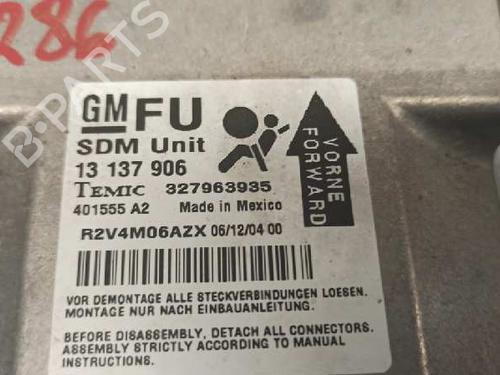 286
B-PARTS
GM FU
SDM Unit
13 137 906
TEMIC 327963935
401555 A2 Made in Mexico
R2V4M06AZX 06/12/04 00
VORNE
FORWARD
VOR DEMONTAGE ALLE STECKVERBINDUNGEN LOESEN.
MONTAGE NUR NACH EINBAUANLEITUNG.
BEFORE DISASSEMBLY, DETACH ALL CONNECTORS.
ASSEMBLY STRICTLY ACCORDING TO MANUAL
INSTRUCTIONS.